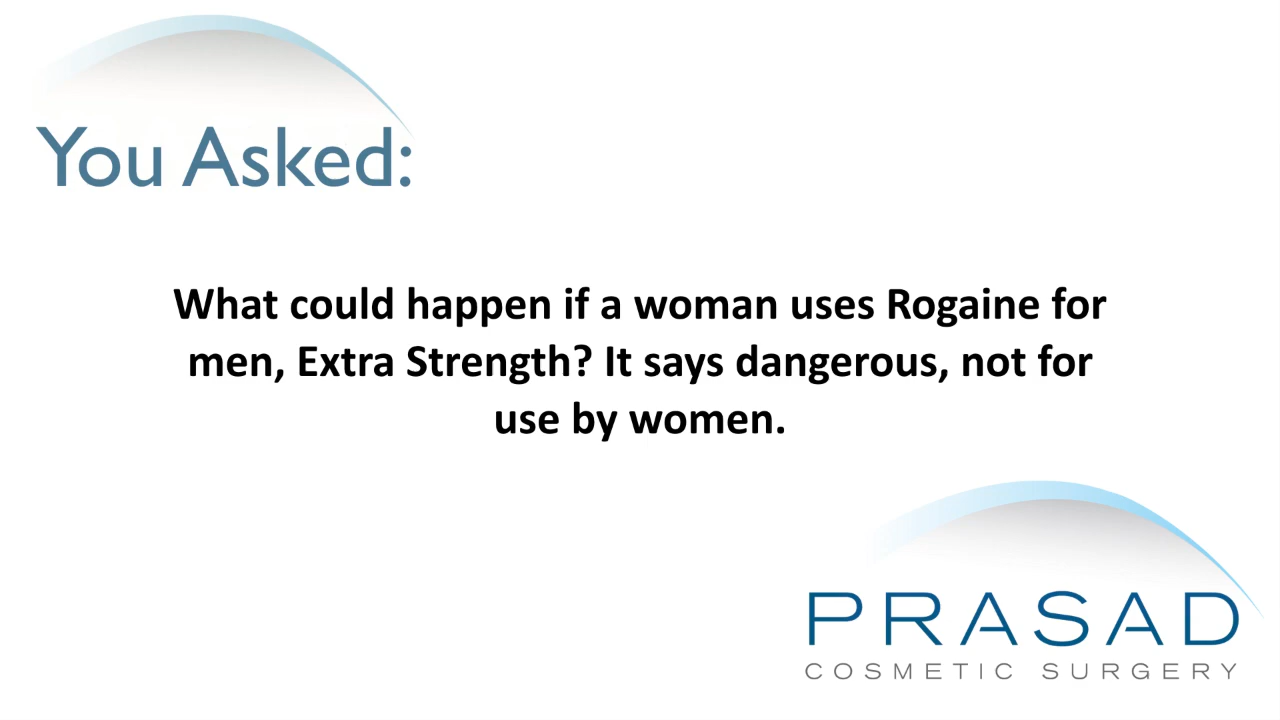 You Asked:
What could happen if a woman uses Rogaine for
men, Extra Strength? It says dangerous, not for
use by women.
PRASAD
COSMETIC SURGERY